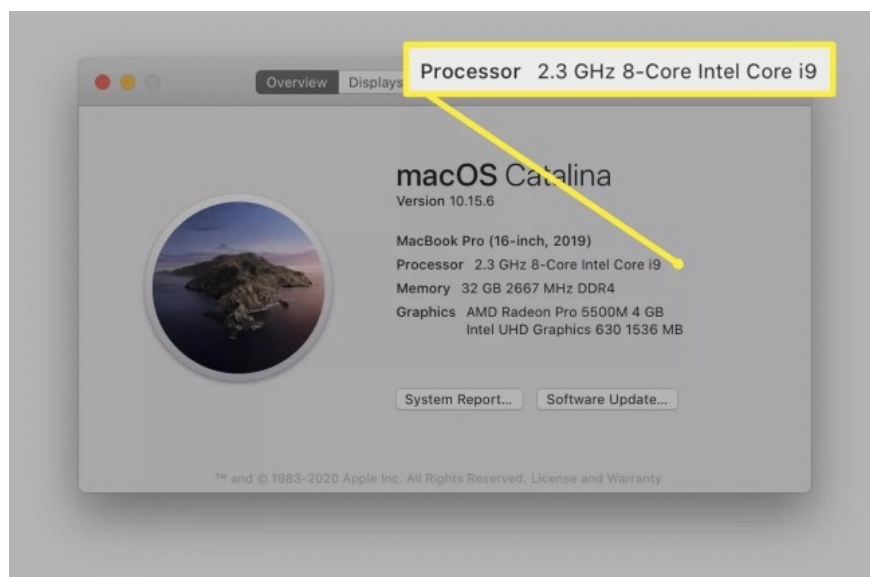 Processor 2.3 GHz 8-Core Intel Core i9
Overview Displays
macOS Catalina
Version 10.15.6
MacBook Pro (16-inch, 2019)
Processor 2.3 GHz 8-Core Intel Core i9
Memory 32 GB 2667 MHz DDR4
Graphics AMD Radeon Pro 5500M 4 GB
Intel UHD Graphics 630 1536 MB
System Report... Software Update...
™ and © 1983-2020 Apple Inc. All Rights Reserved. License and Warranty